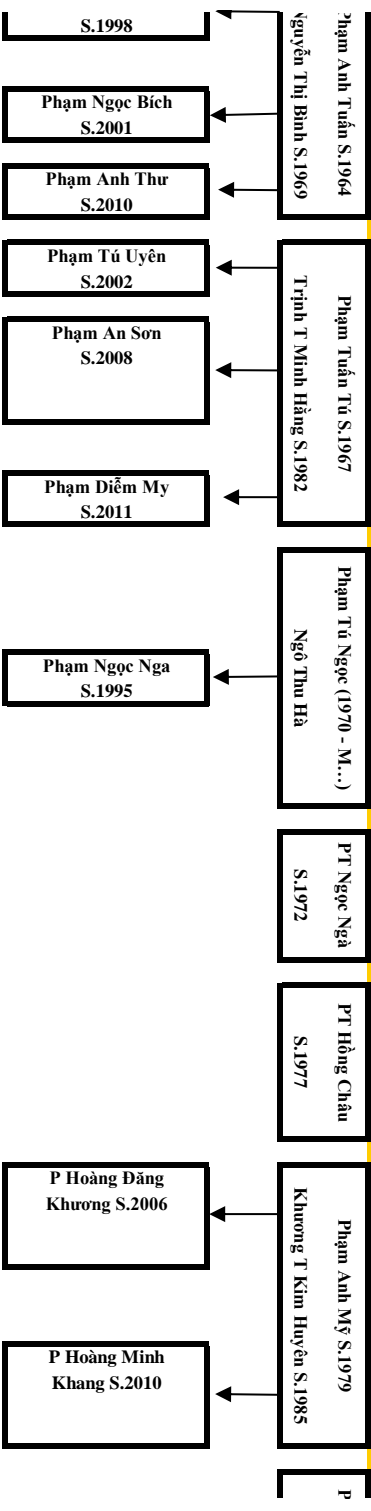 S.1998
Phạm Anh Tuấn S.1964
Nguyễn Thị Bình S.1969
Phạm Ngọc Bích
S.2001
Phạm Anh Thư
S.2010
Phạm Tú Uyên
S.2002
Phạm Tuấn Tú S.1967
Trịnh T Minh Hằng S.1982
Phạm An Sơn
S.2008
Phạm Diễm My
S.2011
Phạm Tú Ngọc (1970 - M…)
Ngô Thu Hà
Phạm Ngọc Nga
S.1995
PT Ngọc Ngà
S.1972
PT Hồng Châu
S.1977
Phạm Anh Mỹ S.1979
Khương T Kim Huyên S.1985
P Hoàng Đăng
Khương S.2006
P Hoàng Minh
Khang S.2010
P